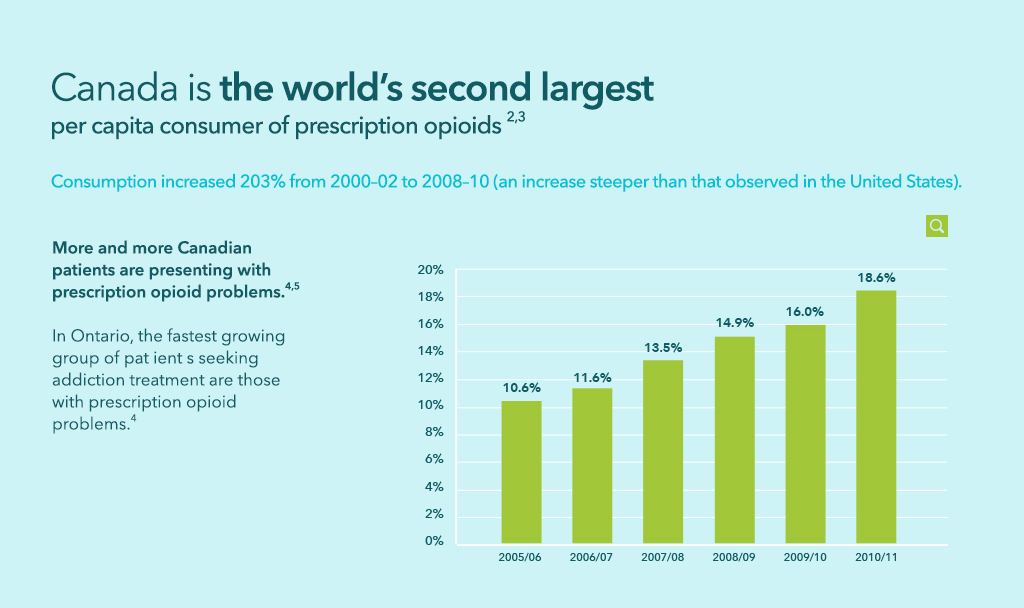 Canada is the world's second largest
per capita consumer of prescription opioids 2,3
Consumption increased 203% from 2000–02 to 2008–10 (an increase steeper than that observed in the United States).
More and more Canadian
patients are presenting with
prescription opioid problems.4,5
In Ontario, the fastest growing
group of pat ient s seeking
addiction treatment are those
with prescription opioid
problems.4
20%
18%
16%
14%
12%
10%
8%
6%
4%
2%
0%
10.6%
11.6%
13.5%
14.9%
16.0%
18.6%
2005/06
2006/07
2007/08
2008/09
2009/10
2010/11